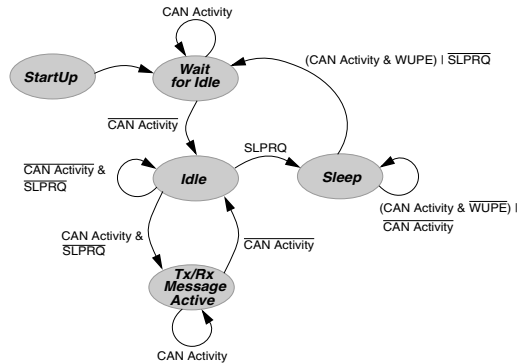 CAN Activity
StartUp
Wait
for Idle
(CAN Activity & WUPE) | SLPRQ
CAN Activity
SLPRQ
CAN Activity &
SLPRQ
Idle
Sleep
(CAN Activity & WUPE) |
CAN Activity
CAN Activity &
SLPRQ
CAN Activity
Tx/Rx
Message
Active
CAN Activity